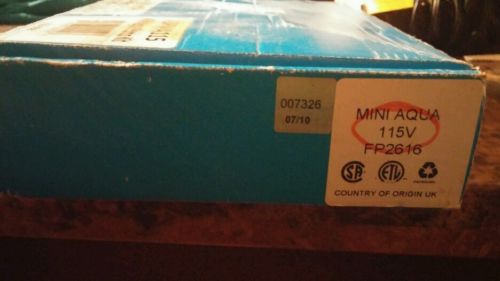 007326
07/10
MINI AQUA
115V
FP2616
COUNTRY OF ORIGIN UK